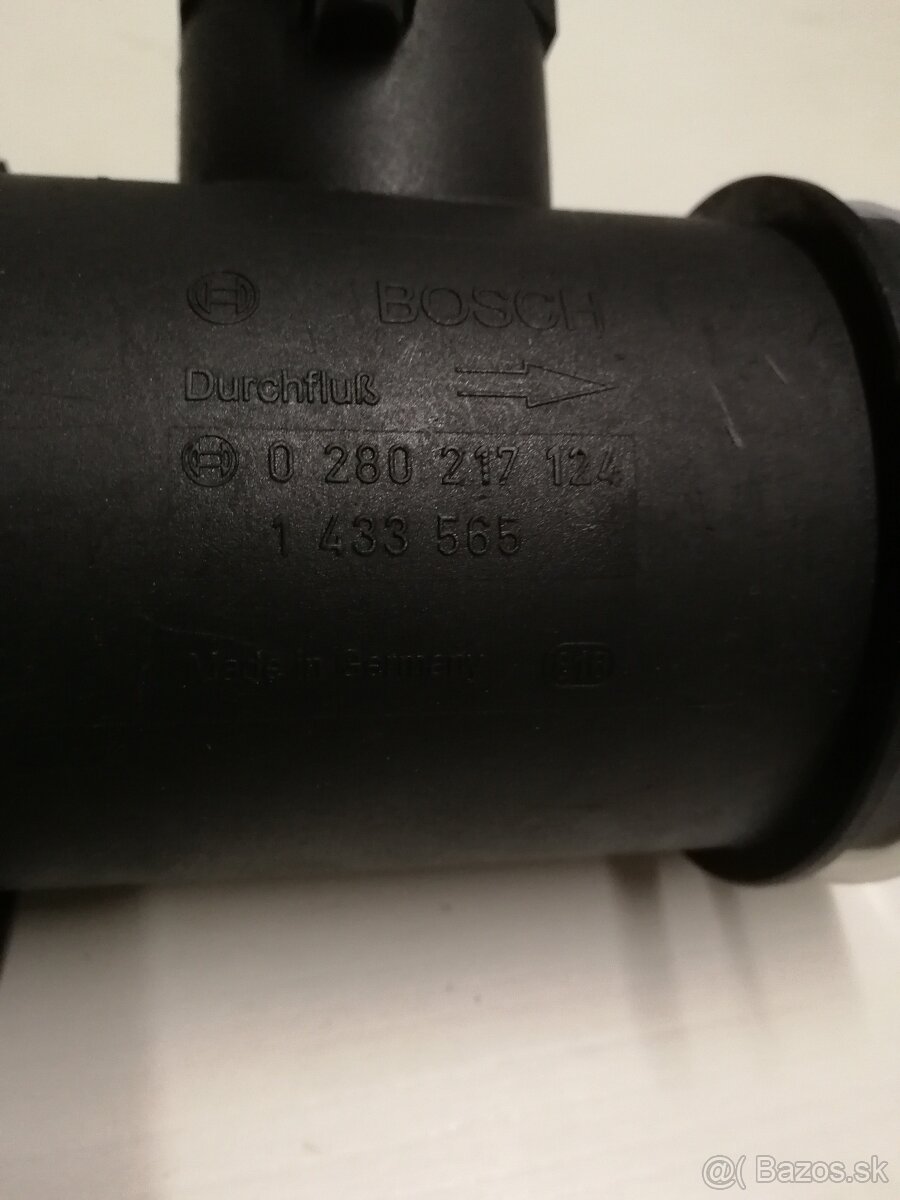 BOSCH
Durchfluß
0 280 217 124
1 433 565
Made in Germany
@( Bazos.sk